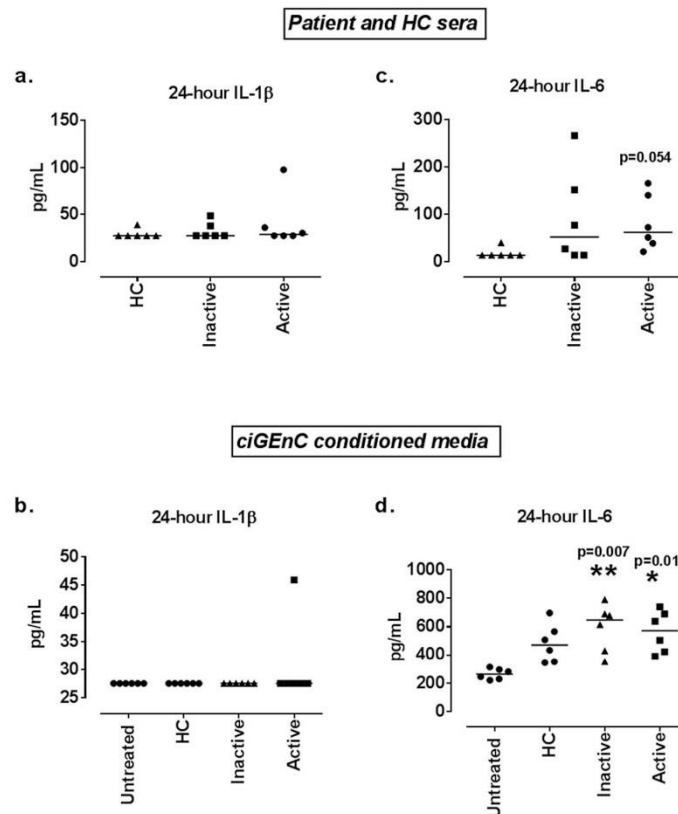 Patient and HC sera
a.
24-hour IL-1β
pg/mL
150
100
50
0
HC
Inactive
Active
c.
24-hour IL-6
pg/mL
300
200
100
0
p=0.054
HC
Inactive
Active
ciGEnC conditioned media
b.
24-hour IL-1β
pg/mL
50
45
40
35
30
25
Untreated
HC
Inactive
Active
d.
24-hour IL-6
pg/mL
1000
800
600
400
200
0
p=0.007
**
p=0.01
*
Untreated
HC
Inactive
Active